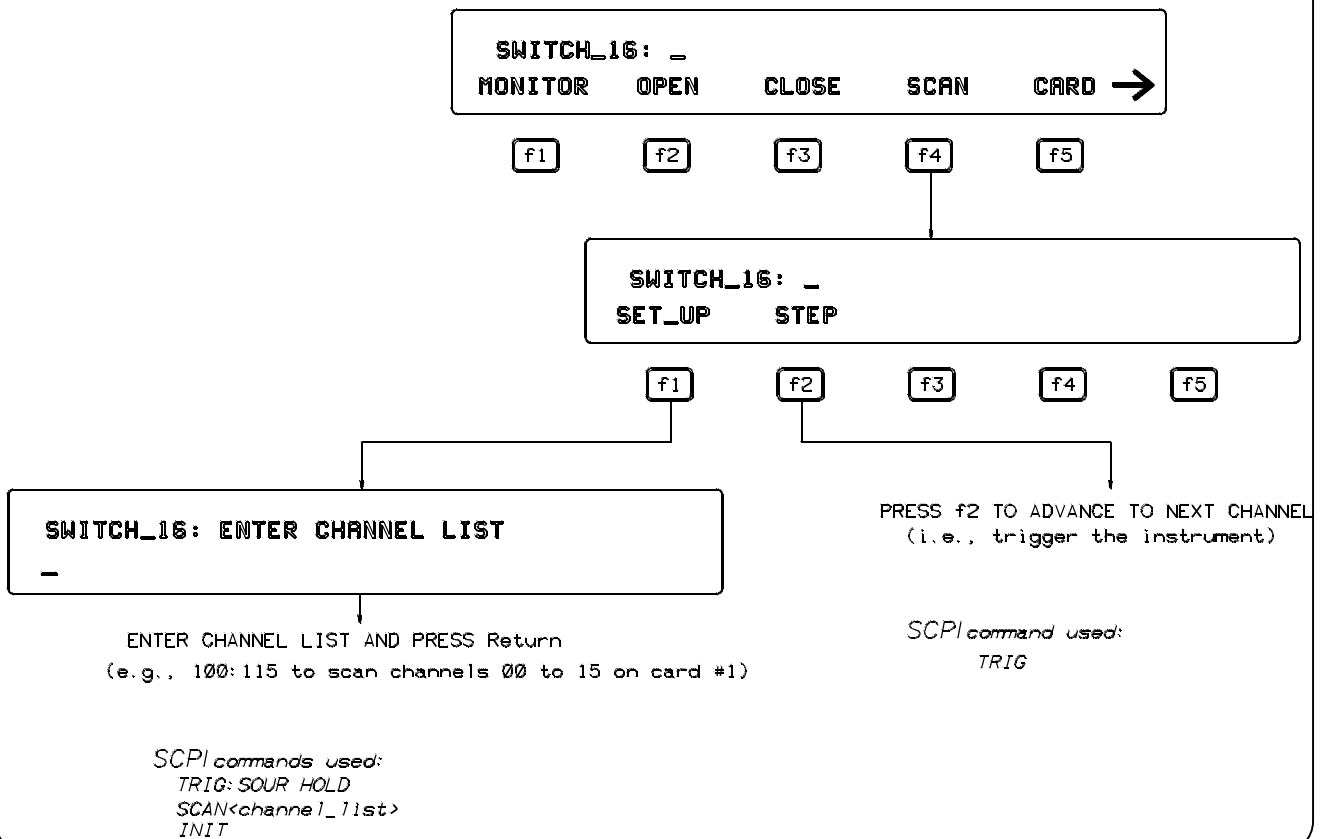 SWITCH_16: _
MONITOR OPEN CLOSE SCAN CARD →
f1 f2 f3 f4 f5
SWITCH_16: _
SET_UP STEP
f1 f2 f3 f4 f5
SWITCH_16: ENTER CHANNEL LIST
_
ENTER CHANNEL LIST AND PRESS Return
(e.g., 100:115 to scan channels 00 to 15 on card #1)
SCPI commands used:
TRIG:SOUR HOLD
SCAN<channel_list>
INIT
PRESS f2 TO ADVANCE TO NEXT CHANNEL
(i.e., trigger the instrument)
SCPI command used:
TRIG